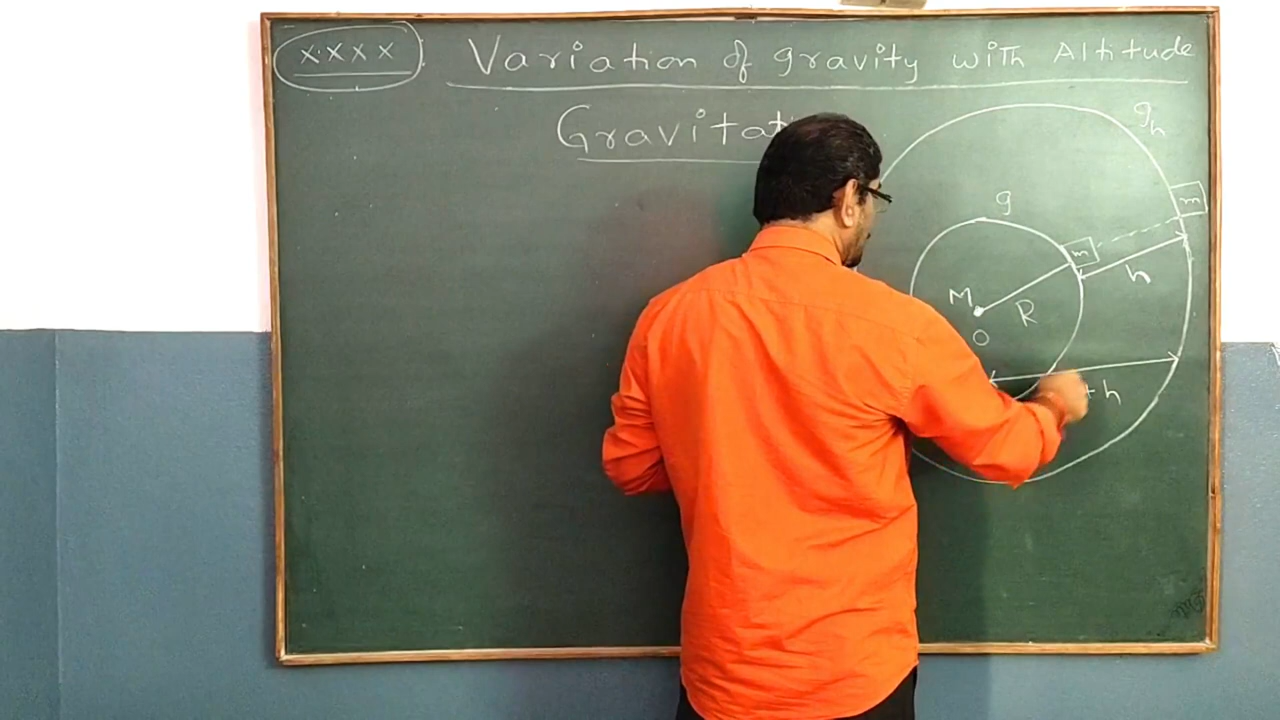 x x x x
Variation of gravity with Altitude
Gravitat
gh
m
g
m
h
M
R
O
+h